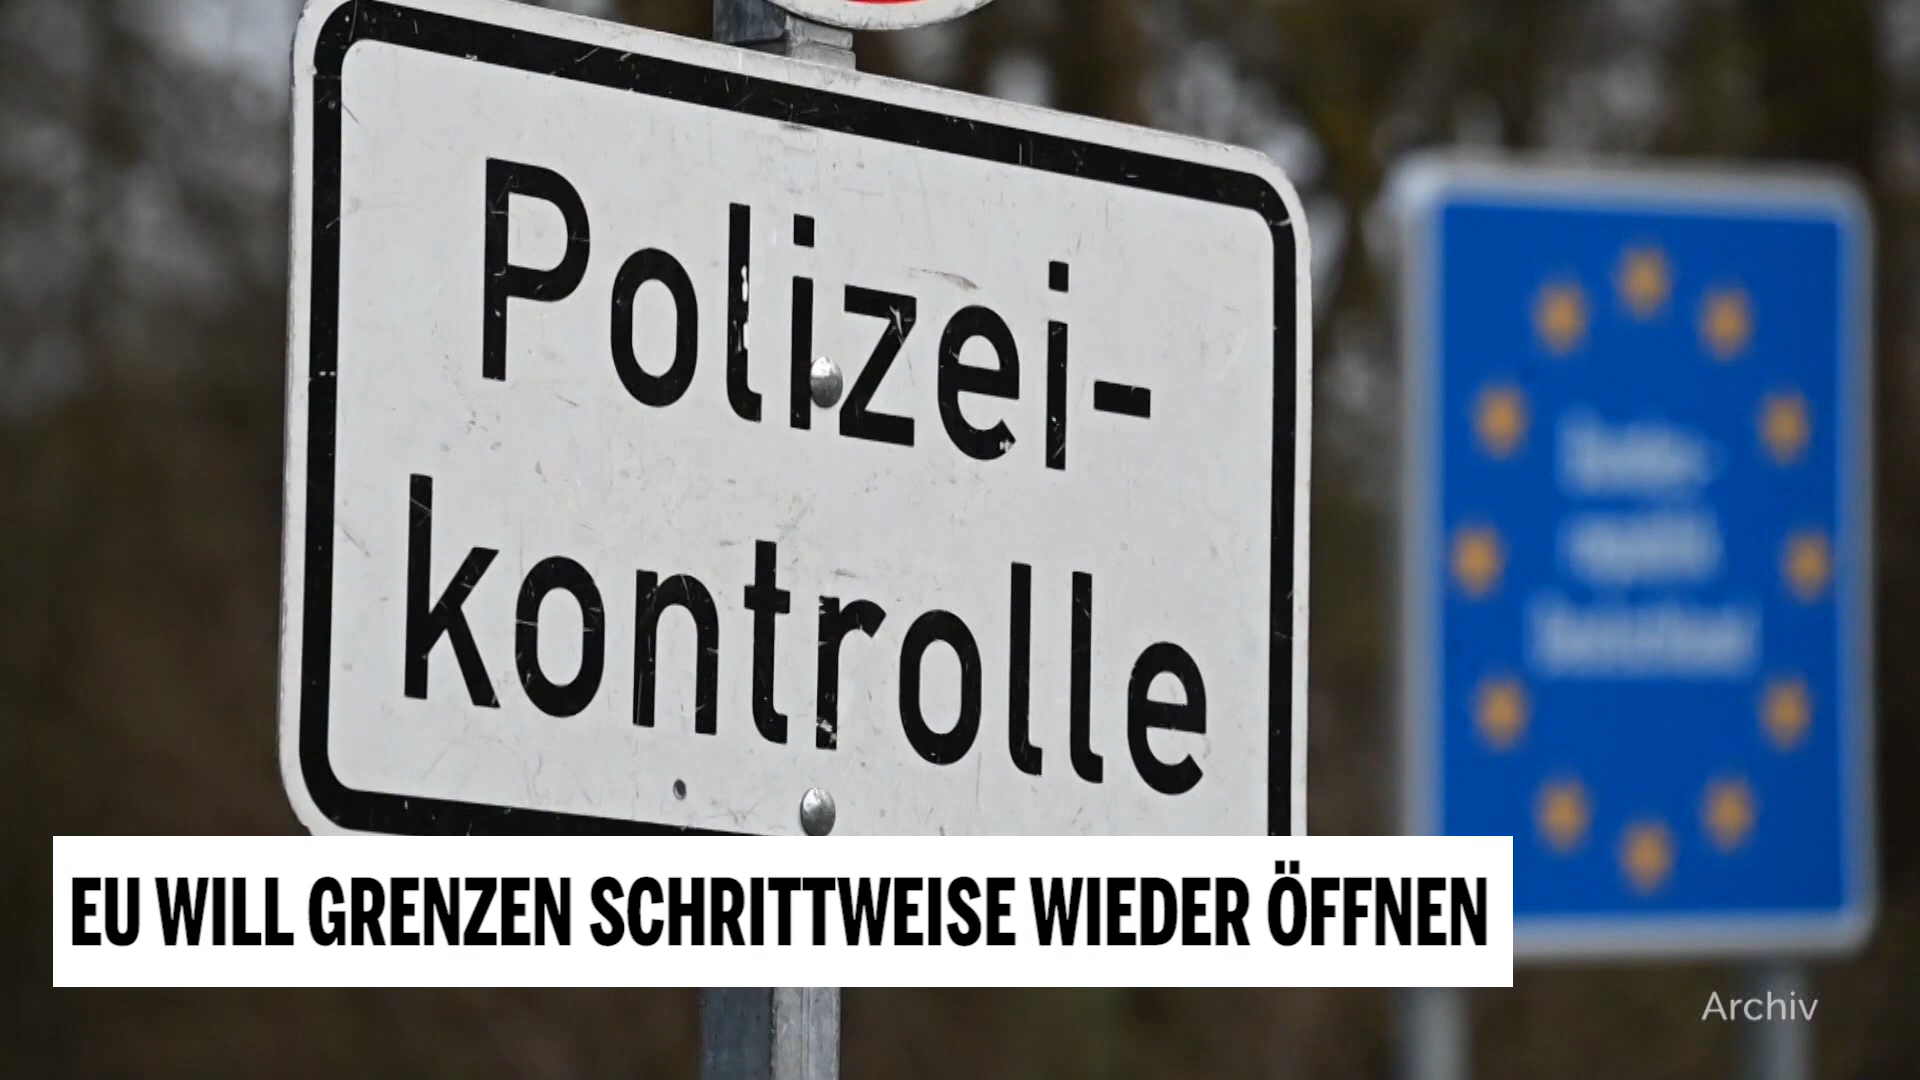 Polizei-
kontrolle
EU WILL GRENZEN SCHRITTWEISE WIEDER ÖFFNEN
Archiv